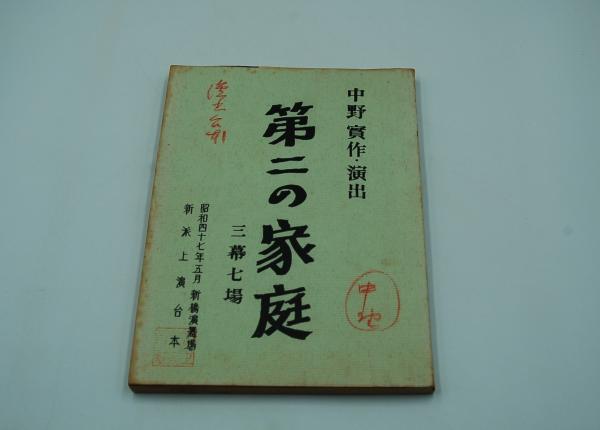 中野實作・演出
第二の家庭
三幕七場
昭和四十七年五月 新橋演舞場
新派上演台本